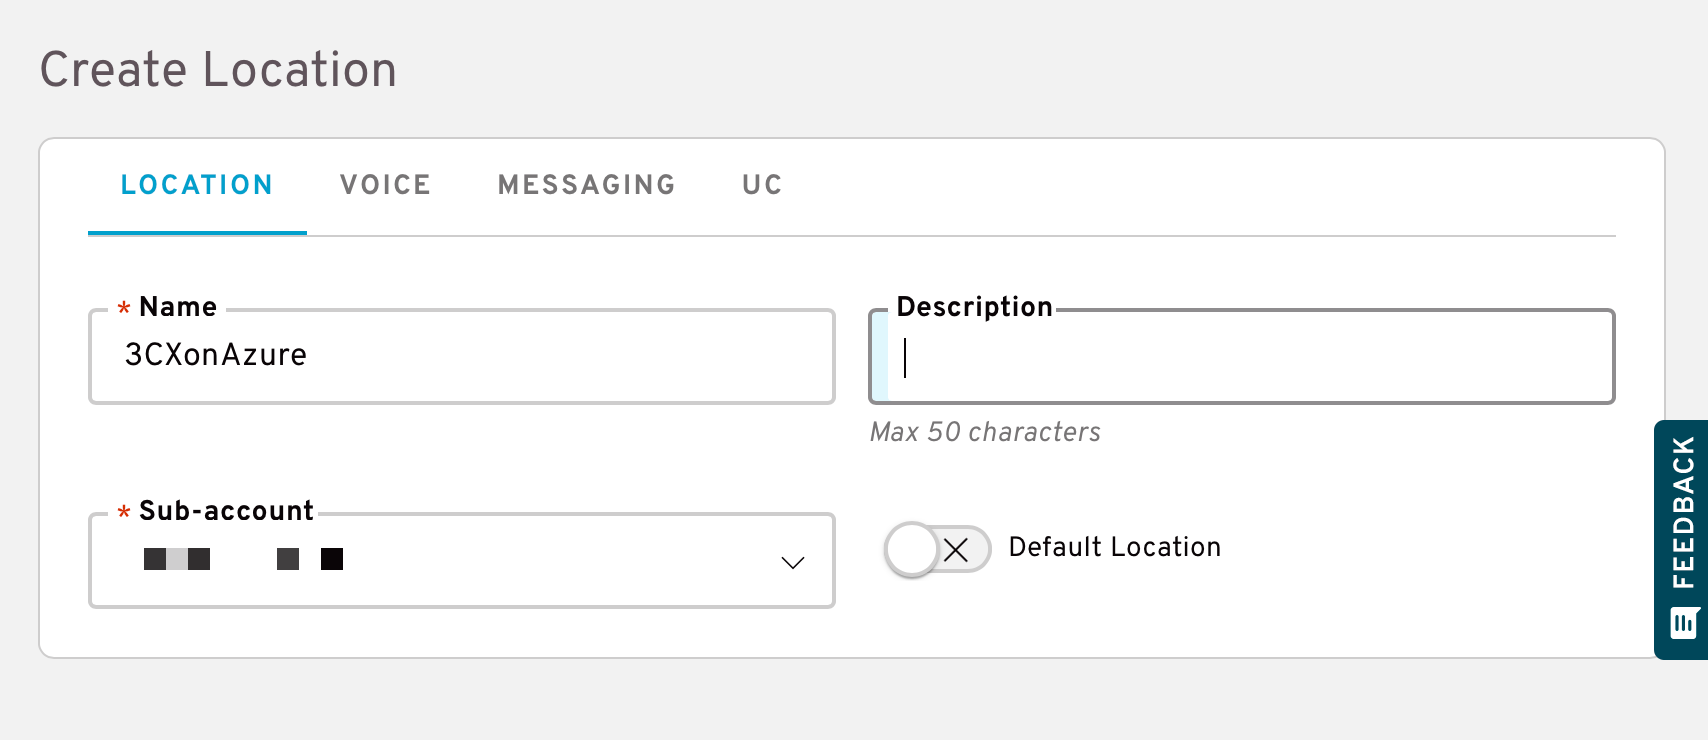 Create Location
LOCATION VOICE MESSAGING UC
* Name
3CXonAzure
Description
Max 50 characters
* Sub-account
Default Location
FEEDBACK